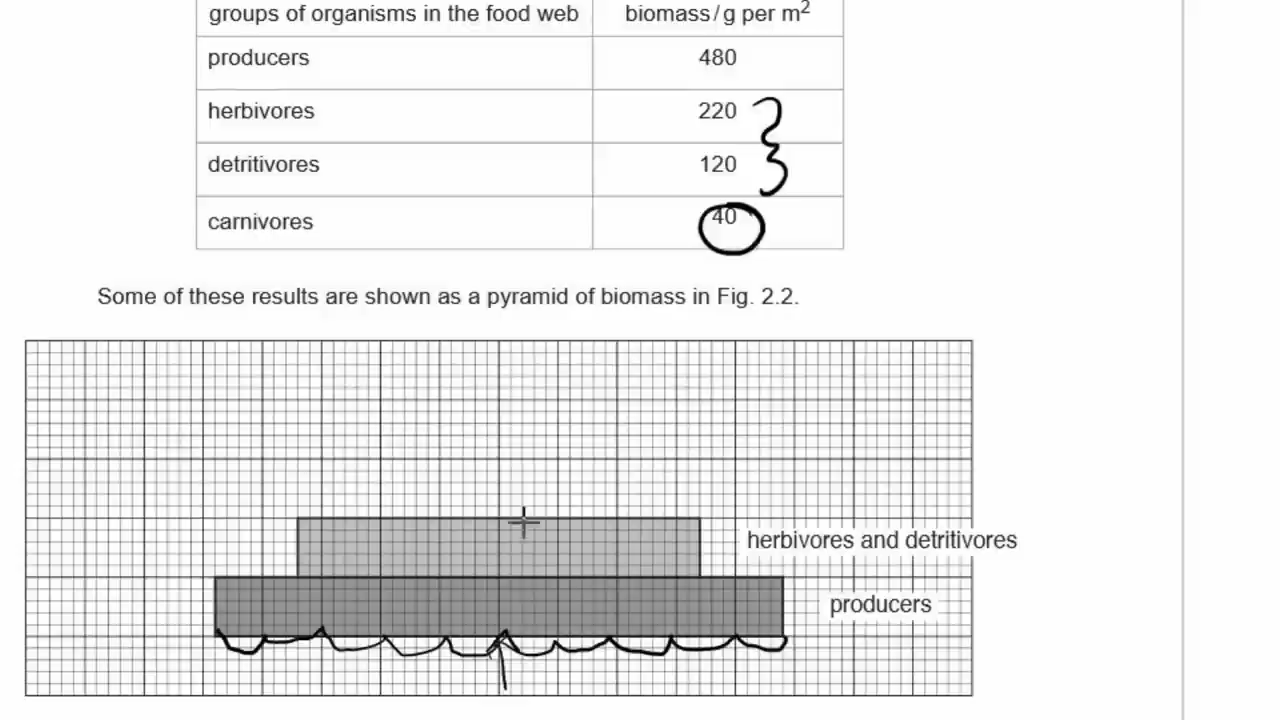 groups of organisms in the food web biomass/g per m²
producers 480
herbivores 220
detritivores 120
carnivores 40
Some of these results are shown as a pyramid of biomass in Fig. 2.2.
herbivores and detritivores
producers